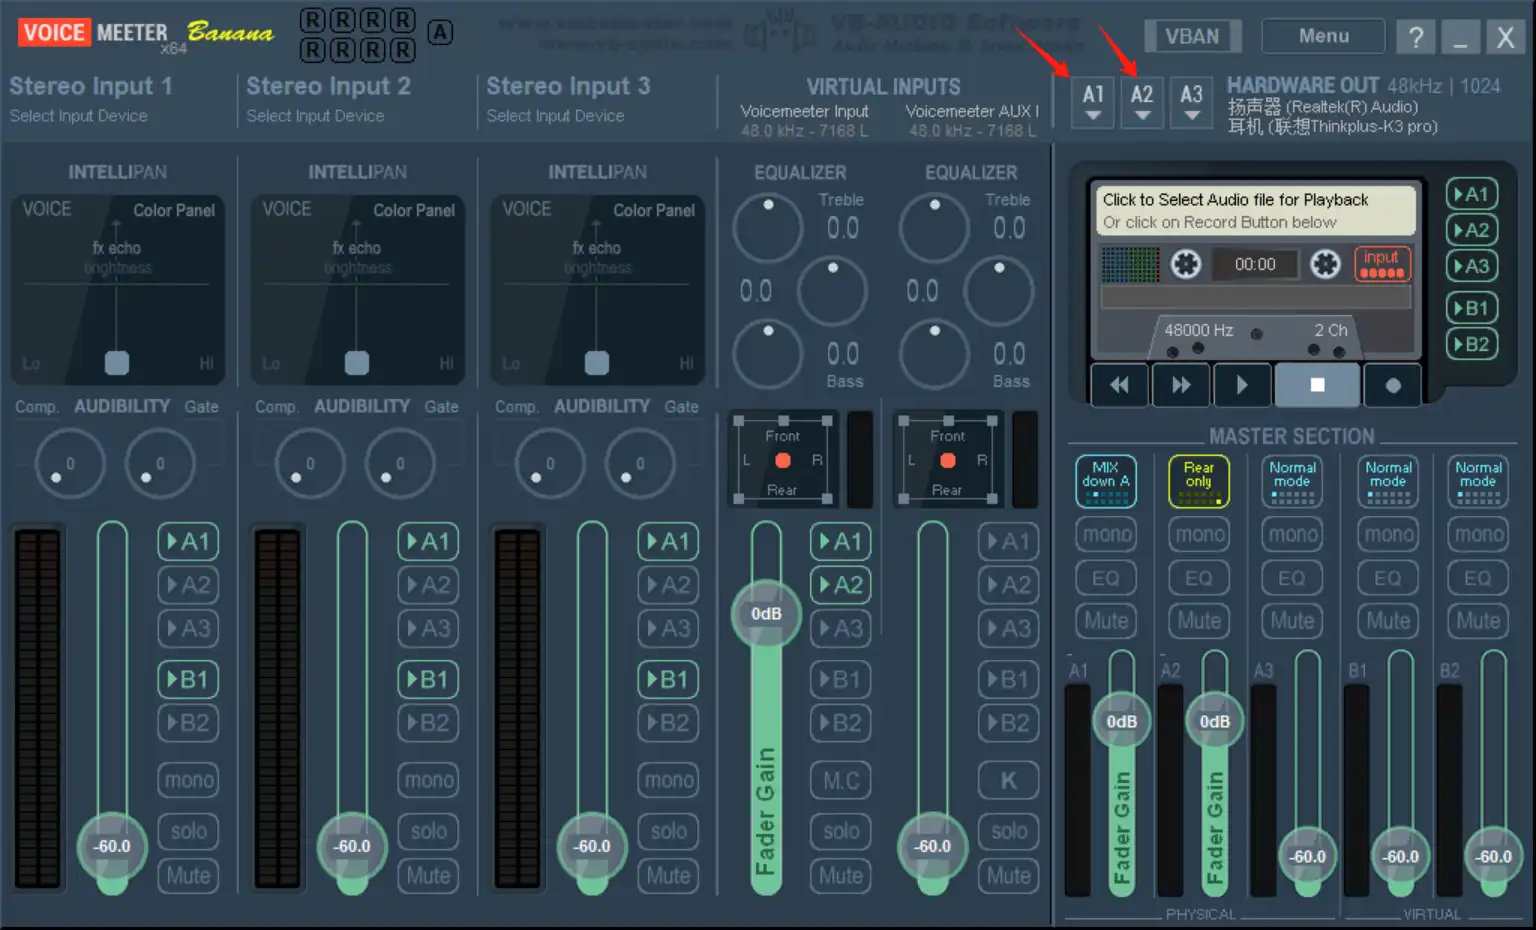 VOICE MEETER Banana
x64
R R R R
R R R R
A
VB-AUDIO Software
VBAN
Menu
?
_
X
Stereo Input 1
Select Input Device
Stereo Input 2
Select Input Device
Stereo Input 3
Select Input Device
VIRTUAL INPUTS
Voicemeeter Input
48.0 kHz - 7168 L
Voicemeeter AUX I
48.0 kHz - 7168 L
A1
A2
A3
HARDWARE OUT 48kHz | 1024
扬声器 (Realtek(R) Audio)
耳机 (联想Thinkplus-K3 pro)
INTELLIPAN
VOICE
Color Panel
fx echo
brightness
Lo
Hi
INTELLIPAN
VOICE
Color Panel
fx echo
brightness
Lo
Hi
INTELLIPAN
VOICE
Color Panel
fx echo
brightness
Lo
Hi
EQUALIZER
Treble
0.0
0.0
0.0
Bass
EQUALIZER
Treble
0.0
0.0
0.0
Bass
Click to Select Audio file for Playback
Or click on Record Button below
00:00
input
48000 Hz
2 Ch
A1
A2
A3
B1
B2
Comp. AUDIBILITY Gate
0
0
Comp. AUDIBILITY Gate
0
0
Comp. AUDIBILITY Gate
0
0
Front
L
R
Rear
Front
L
R
Rear
MASTER SECTION
A1
A2
A3
B1
B2
mono
solo
Mute
-60.0
A1
A2
A3
B1
B2
mono
solo
Mute
-60.0
A1
A2
A3
B1
B2
mono
solo
Mute
-60.0
0dB
Fader Gain
A1
A2
A3
B1
B2
M.C
solo
Mute
-60.0
A1
A2
A3
B1
B2
K
solo
Mute
MIX
down A
mono
EQ
Mute
A1
0dB
Fader Gain
Rear
only
mono
EQ
Mute
A2
0dB
Fader Gain
Normal
mode
mono
EQ
Mute
A3
-60.0
Normal
mode
mono
EQ
Mute
B1
-60.0
Normal
mode
mono
EQ
Mute
B2
-60.0
PHYSICAL
VIRTUAL